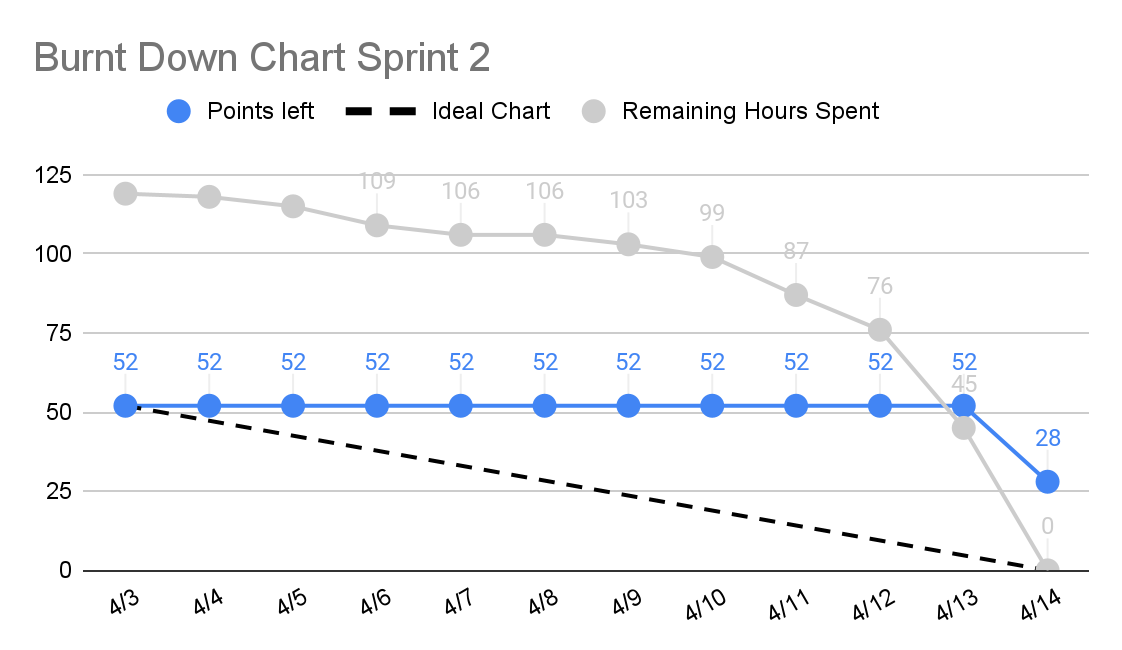 Burnt Down Chart Sprint 2
Points left Ideal Chart Remaining Hours Spent
125
109 106 106 103 99 87 76 45 0
100
75
52 52 52 52 52 52 52 52 52 52 52 28
50
25
0
4/3 4/4 4/5 4/6 4/7 4/8 4/9 4/10 4/11 4/12 4/13 4/14